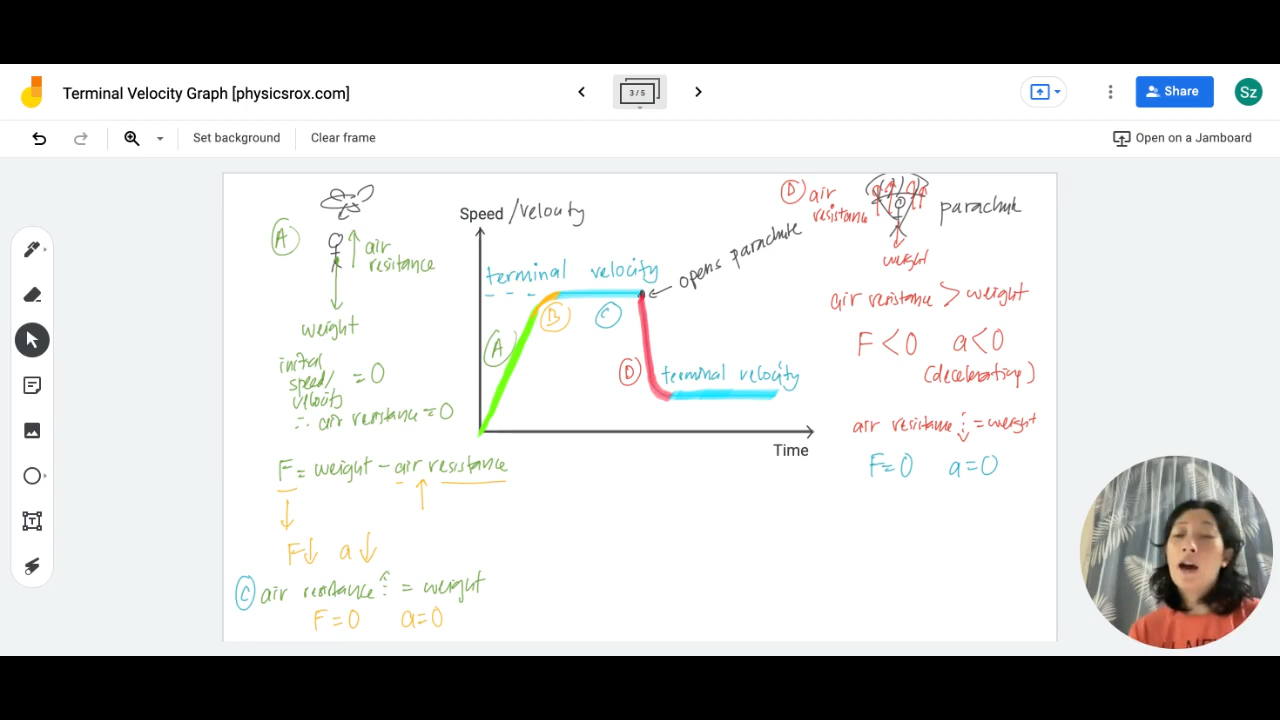 Terminal Velocity Graph [physicsrox.com]
3 / 5
Share
Sz
Set background
Clear frame
Open on a Jamboard
A
air
resistance
weight
initial
speed/
velocity
= 0
∴ air resistance = 0
F = weight - air resistance
F↓ a↓
C air resistance = weight
F=0 a=0
Speed /velocity
terminal velocity
opens parachute
A
B
C
D
terminal velocity
Time
D air
resistance
parachute
weight
air resistance > weight
F<0 a<0
(decelerating)
air resistance = weight
F=0 a=0